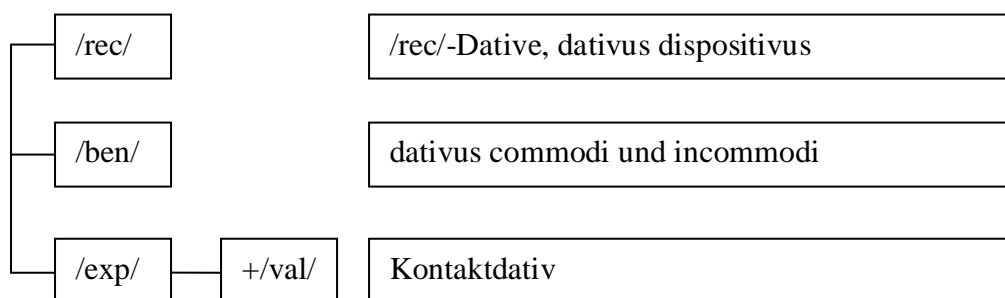 /rec/ /rec/-Dative, dativus dispositivus
/ben/ dativus commodi und incommodi
/exp/ +/val/ Kontaktdativ